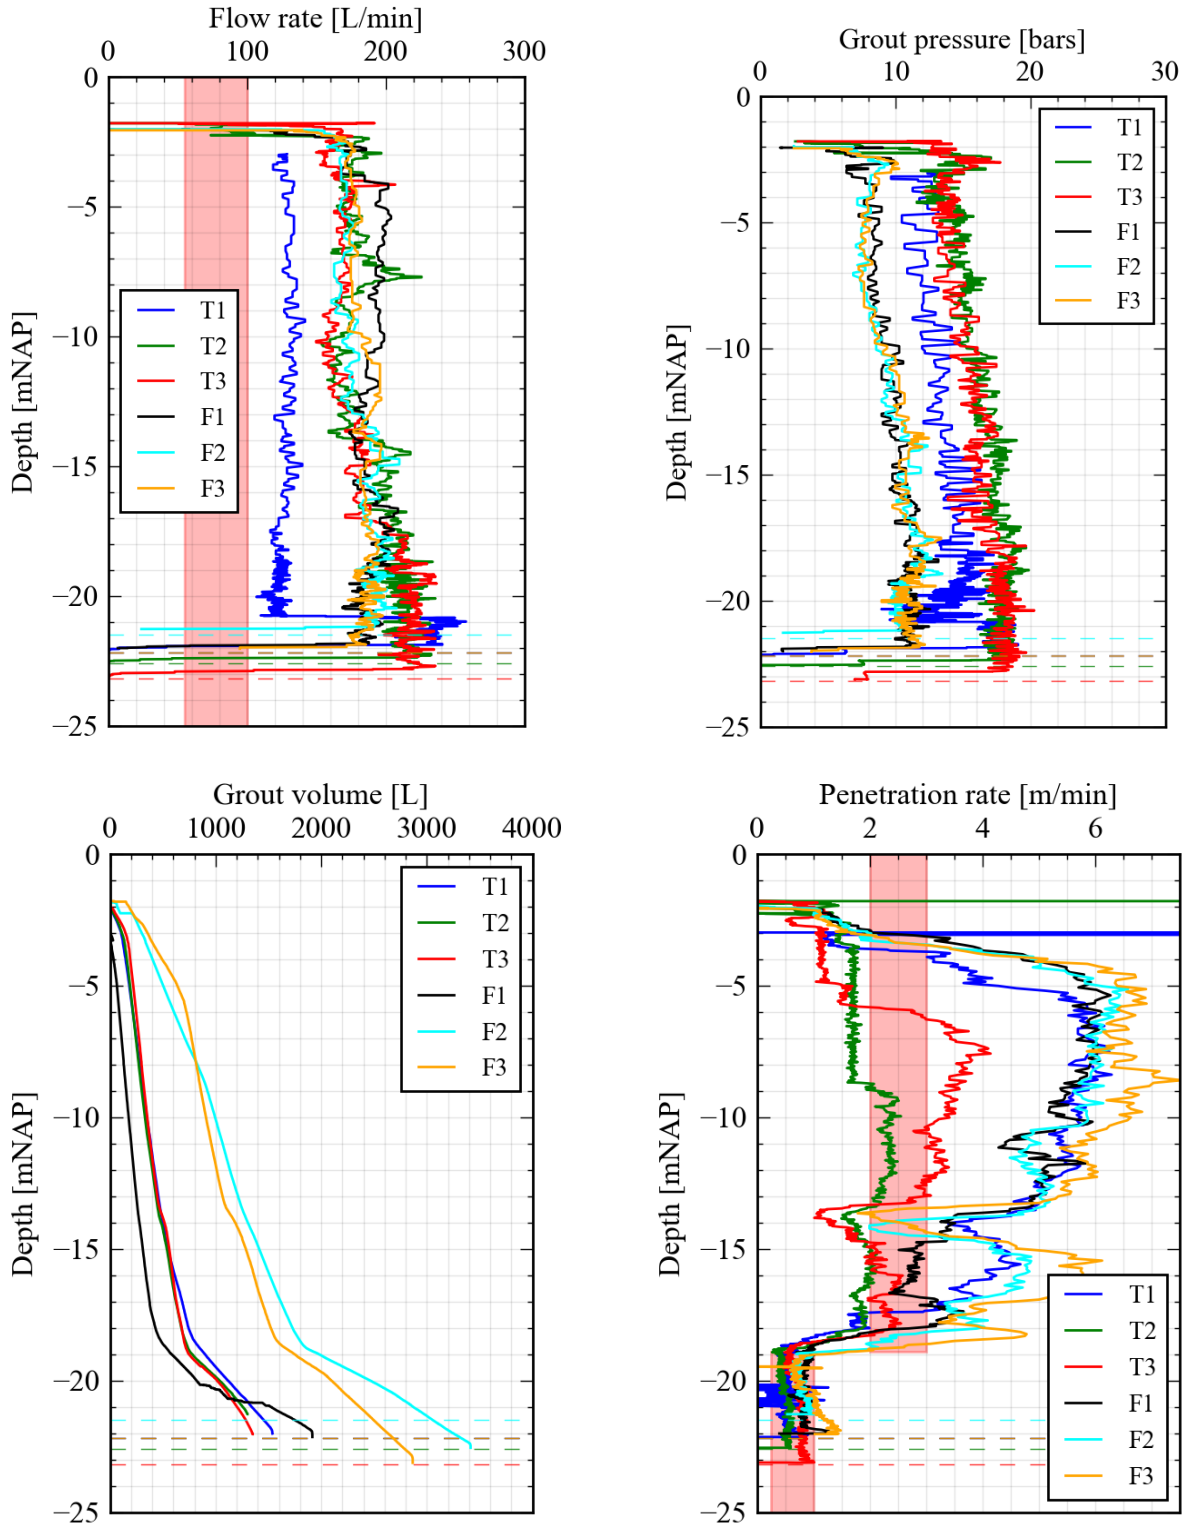 Flow rate [L/min]
0 100 200 300
0
−5
−10
−15
−20
−25
Depth [mNAP]
T1
T2
T3
F1
F2
F3
Grout pressure [bars]
0 10 20 30
0
−5
−10
−15
−20
−25
Depth [mNAP]
T1
T2
T3
F1
F2
F3
Grout volume [L]
0 1000 2000 3000 4000
0
−5
−10
−15
−20
−25
Depth [mNAP]
T1
T2
T3
F1
F2
F3
Penetration rate [m/min]
0 2 4 6
0
−5
−10
−15
−20
−25
Depth [mNAP]
T1
T2
T3
F1
F2
F3